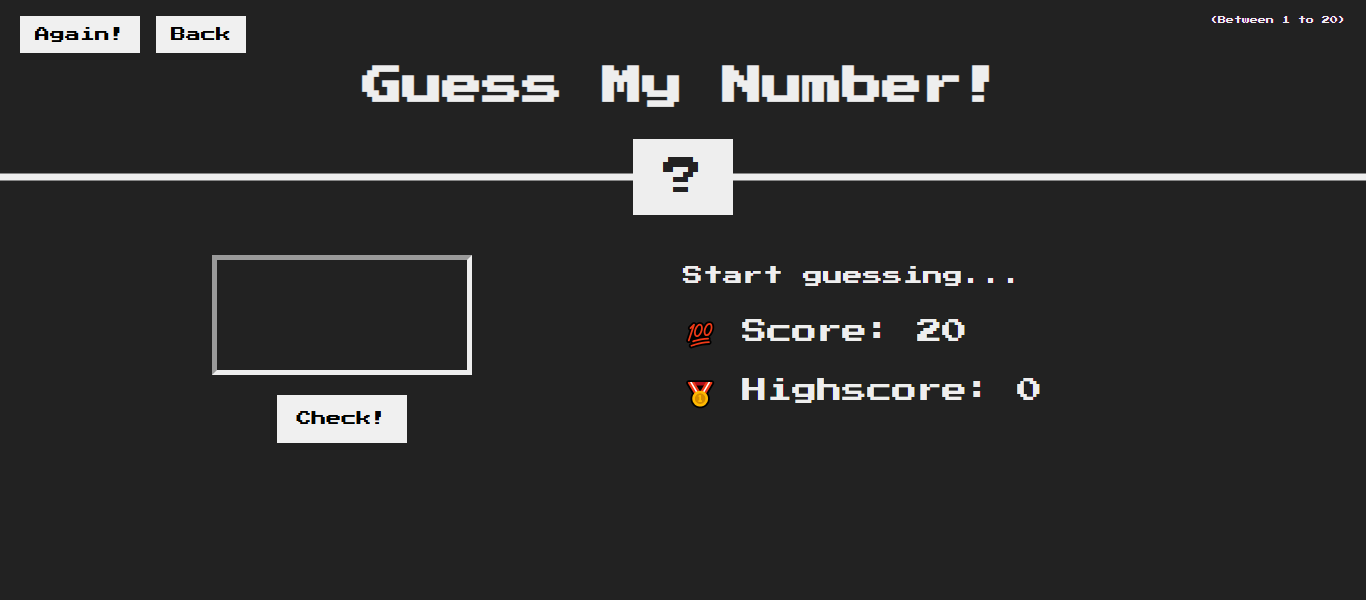 Again! Back
(Between 1 to 20)
Guess My Number!
?
Start guessing...
💯 Score: 20
🥇 Highscore: 0
Check!